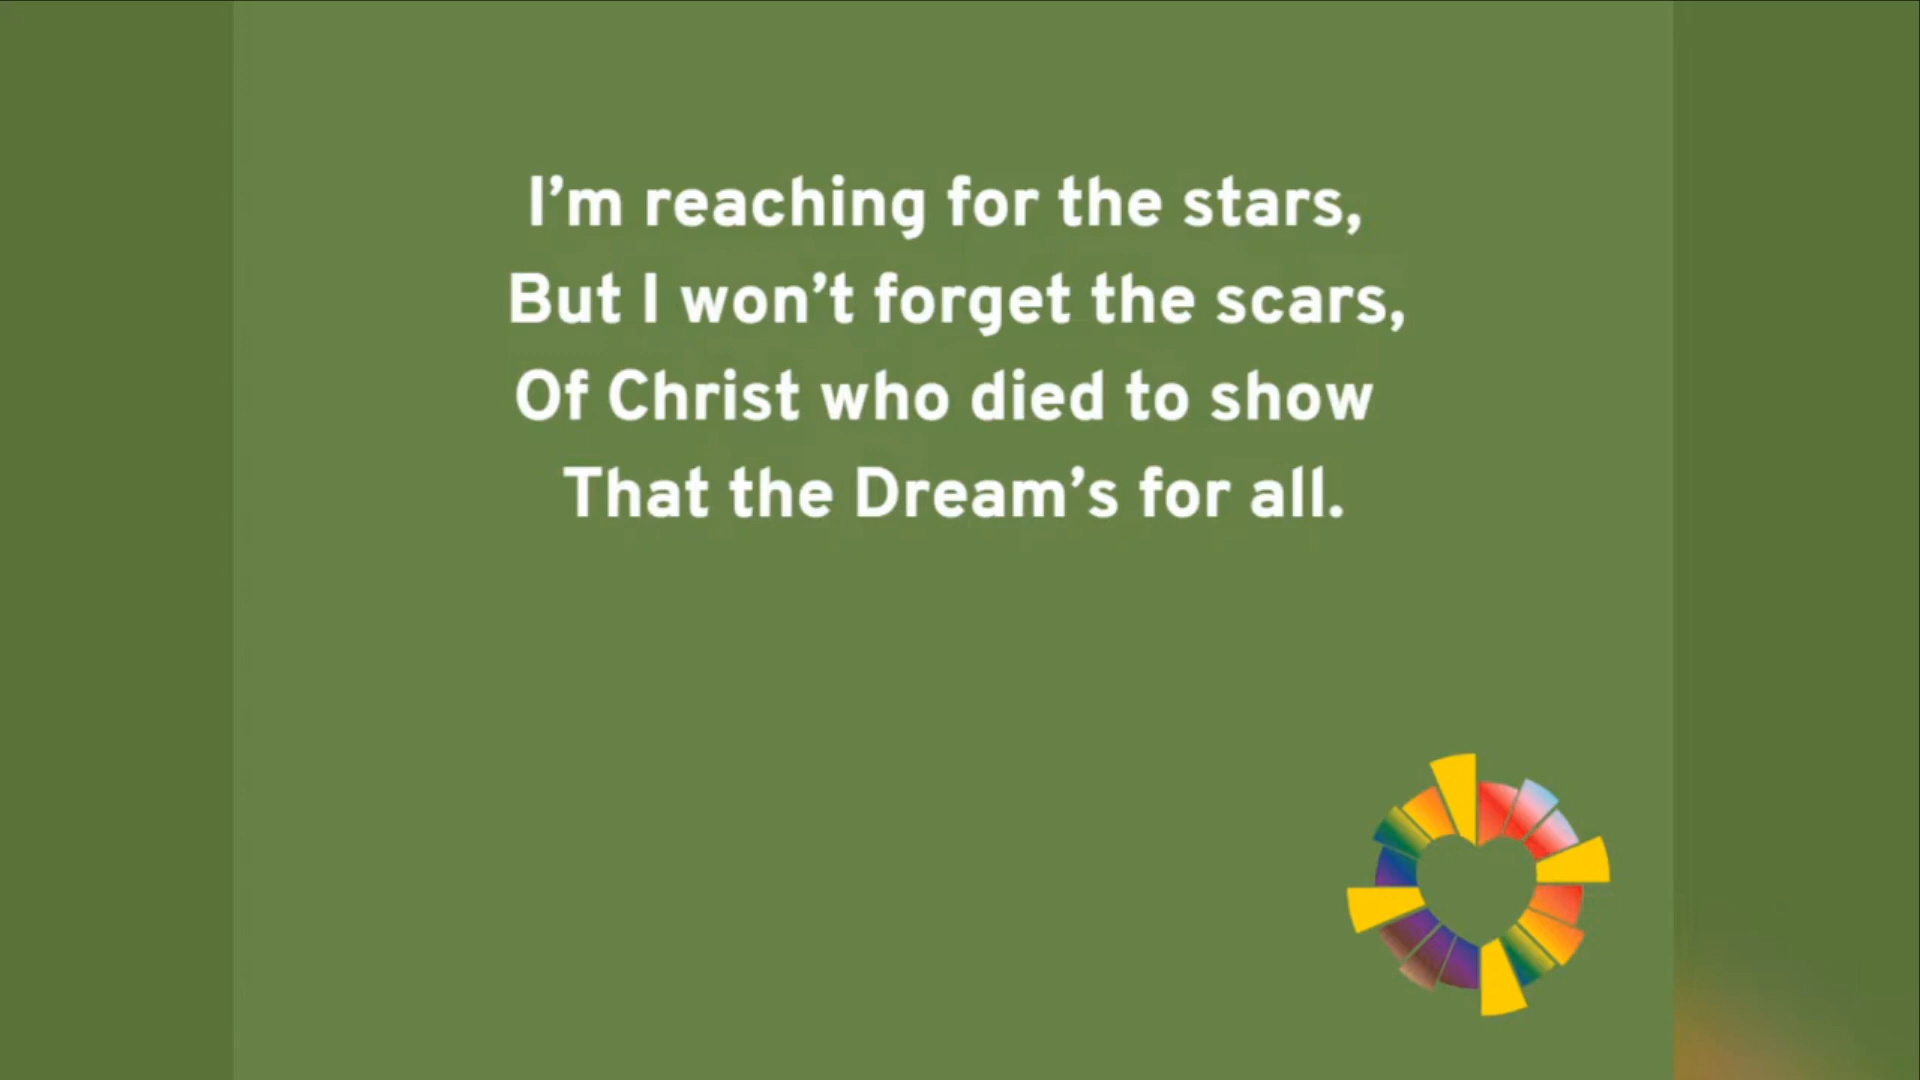 I’m reaching for the stars,
But I won’t forget the scars,
Of Christ who died to show
That the Dream’s for all.